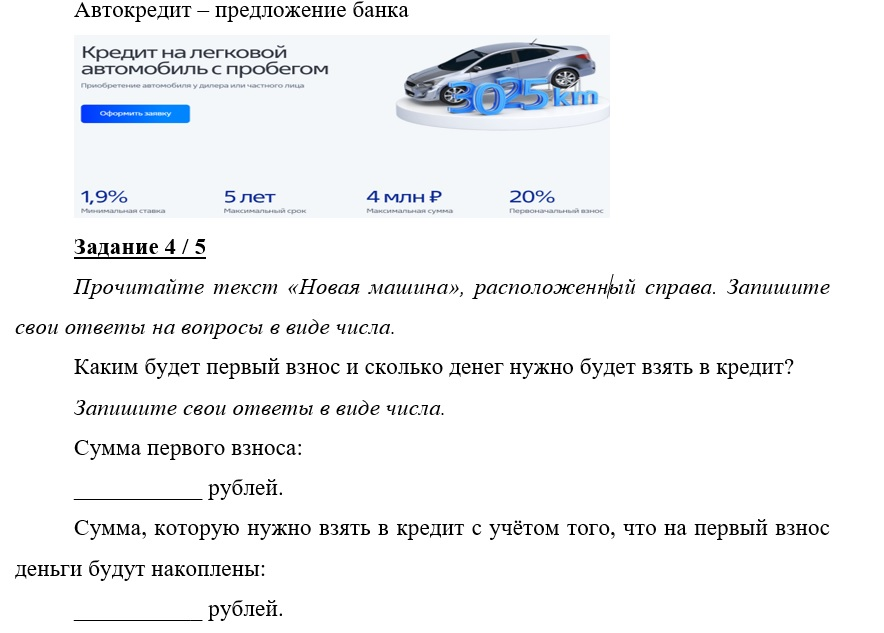 Автокредит – предложение банка
Кредит на легковой
автомобиль с пробегом
Приобретение автомобиля у дилера или частного лица
3025 km
Оформить заявку
1,9% 5 лет 4 млн ₽ 20%
Минимальная ставка Максимальный срок Максимальная сумма Первоначальный взнос
Задание 4 / 5
Прочитайте текст «Новая машина», расположенный справа. Запишите
свои ответы на вопросы в виде числа.
Каким будет первый взнос и сколько денег нужно будет взять в кредит?
Запишите свои ответы в виде числа.
Сумма первого взноса:
___________ рублей.
Сумма, которую нужно взять в кредит с учётом того, что на первый взнос
деньги будут накоплены:
___________ рублей.